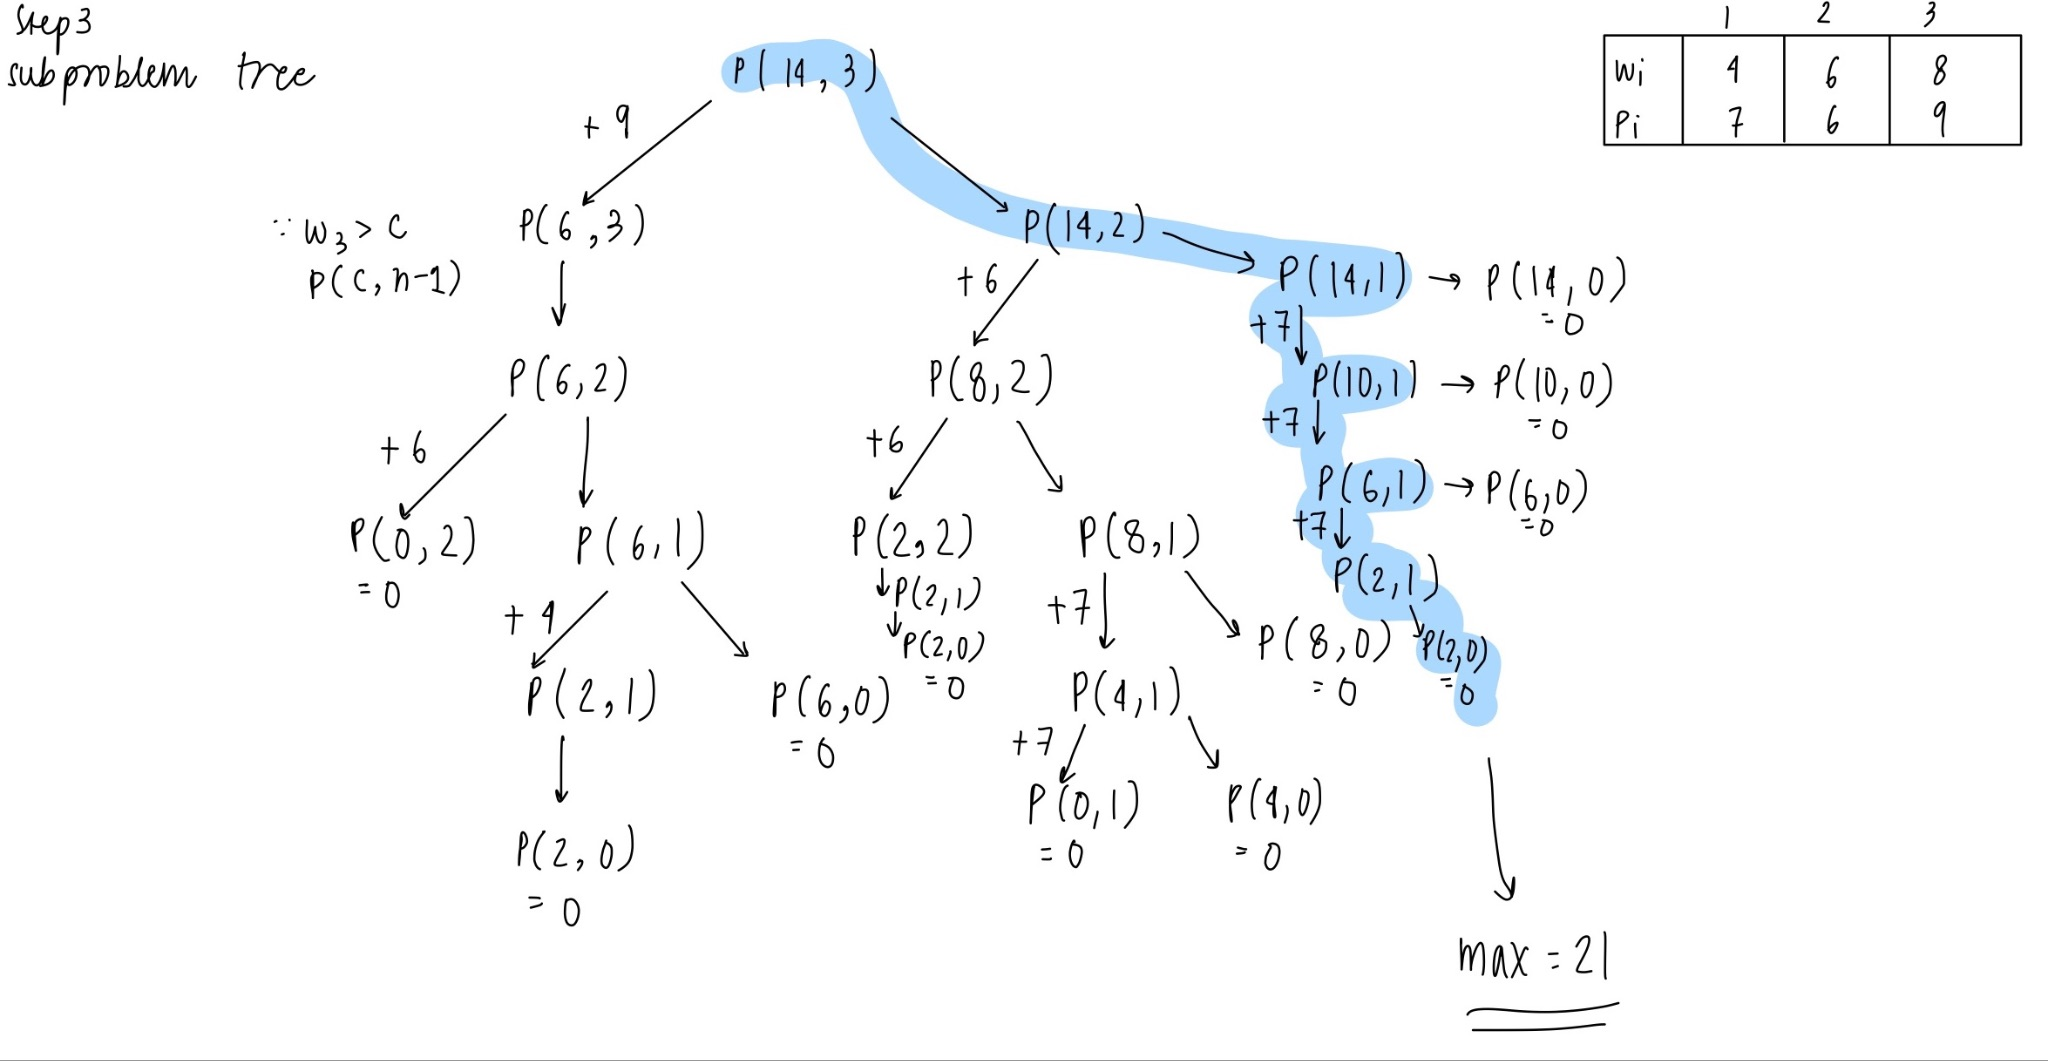 Step3
subproblem tree
1 2 3
Wi 4 6 8
Pi 7 6 9
P(14,3)
+9
∵ W3 > C
P(C,n-1)
P(6,3)
P(14,2)
+6
P(14,1) → P(14,0)
= 0
+7
P(6,2)
P(8,2)
P(10,1) → P(10,0)
= 0
+7
+6
+6
P(6,1) → P(6,0)
= 0
+7
P(0,2)
= 0
P(6,1)
P(2,2)
↓P(2,1)
↓P(2,0)
= 0
P(8,1)
P(2,1)
+4
+7
P(8,0)
= 0
P(2,0)
= 0
P(2,1)
P(6,0)
= 0
P(4,1)
+7
P(0,1)
= 0
P(4,0)
= 0
P(2,0)
= 0
max = 21